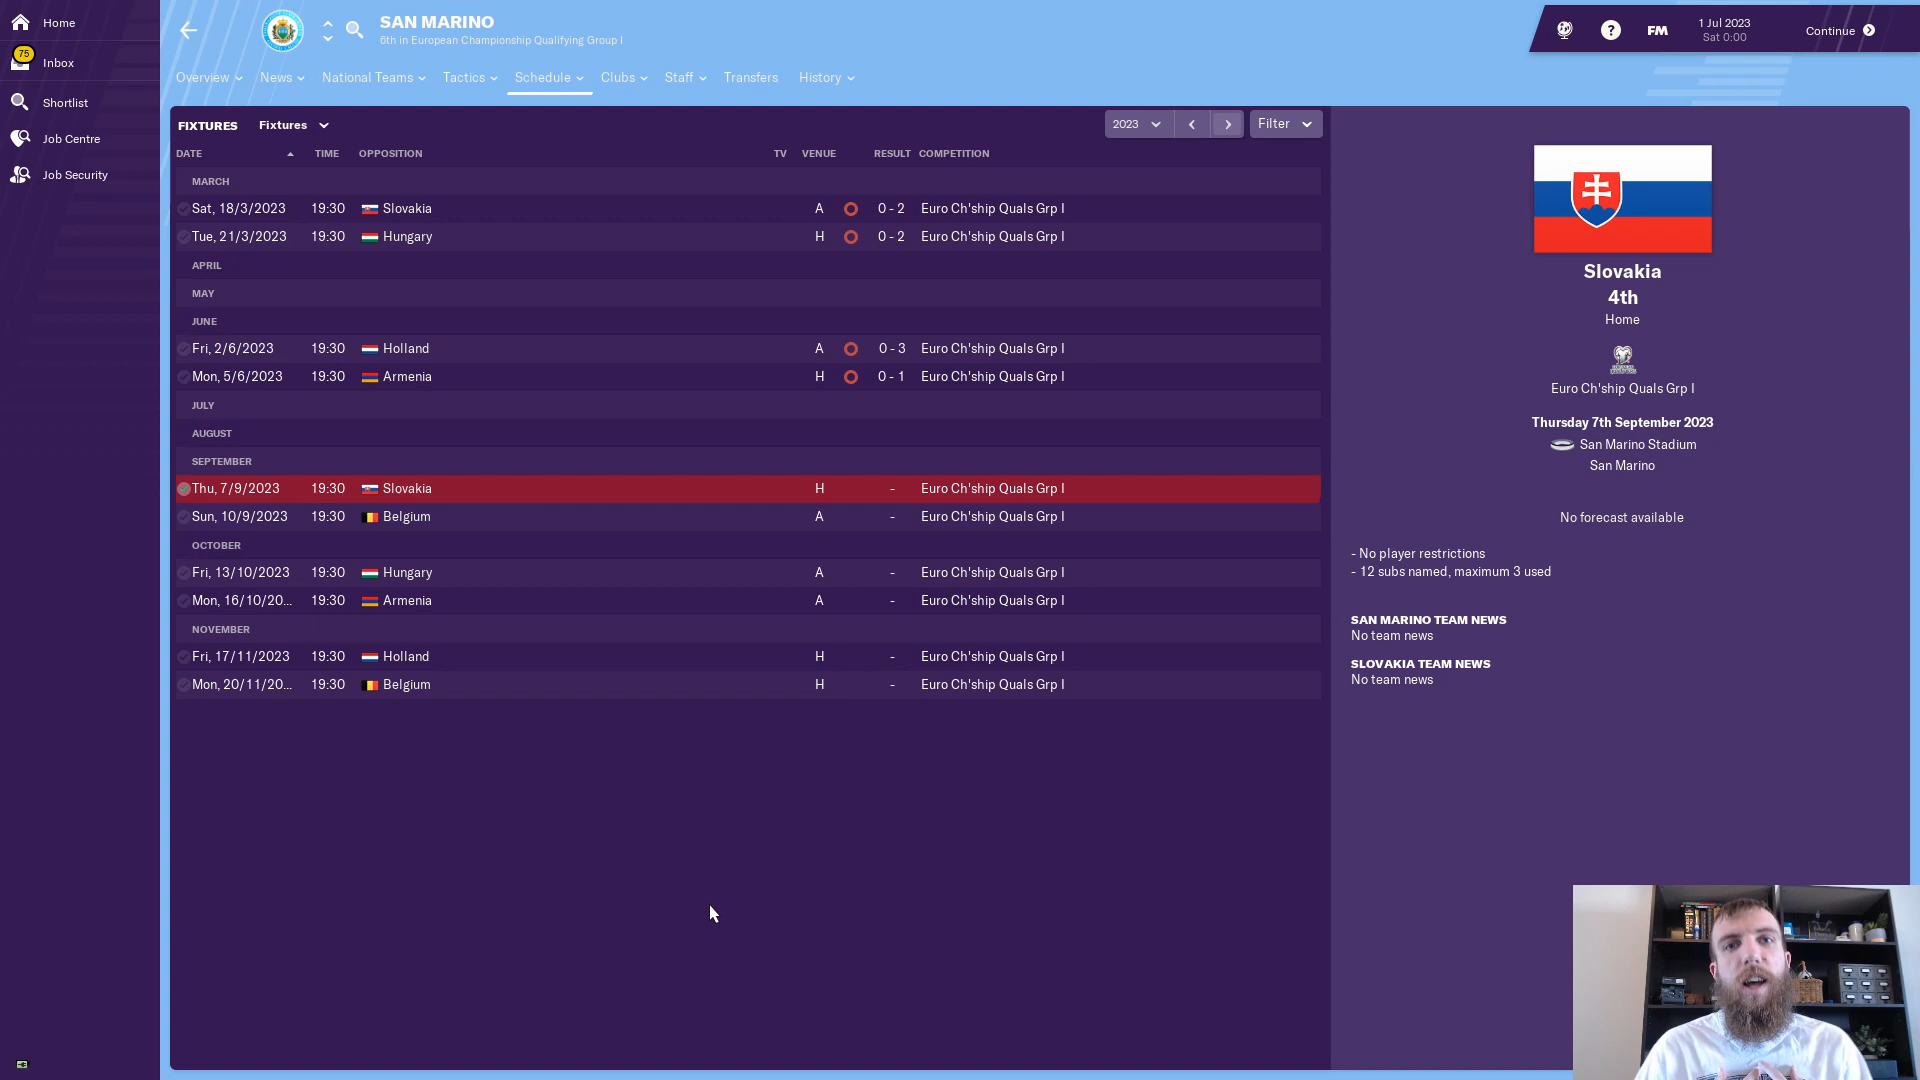 Home
75
Inbox
Shortlist
Job Centre
Job Security
SAN MARINO
6th in European Championship Qualifying Group I
? FM 1 Jul 2023 Continue
Sat 0:00
Overview News National Teams Tactics Schedule Clubs Staff Transfers History
FIXTURES Fixtures 2023 Filter
DATE TIME OPPOSITION TV VENUE RESULT COMPETITION
MARCH
Sat, 18/3/2023 19:30 Slovakia A 0 - 2 Euro Ch'ship Quals Grp I
Tue, 21/3/2023 19:30 Hungary H 0 - 2 Euro Ch'ship Quals Grp I
APRIL
MAY
JUNE
Fri, 2/6/2023 19:30 Holland A 0 - 3 Euro Ch'ship Quals Grp I
Mon, 5/6/2023 19:30 Armenia H 0 - 1 Euro Ch'ship Quals Grp I
JULY
AUGUST
SEPTEMBER
Thu, 7/9/2023 19:30 Slovakia H - Euro Ch'ship Quals Grp I
Sun, 10/9/2023 19:30 Belgium A - Euro Ch'ship Quals Grp I
OCTOBER
Fri, 13/10/2023 19:30 Hungary A - Euro Ch'ship Quals Grp I
Mon, 16/10/20... 19:30 Armenia A - Euro Ch'ship Quals Grp I
NOVEMBER
Fri, 17/11/2023 19:30 Holland H - Euro Ch'ship Quals Grp I
Mon, 20/11/20... 19:30 Belgium H - Euro Ch'ship Quals Grp I
Slovakia
4th
Home
Euro Ch'ship Quals Grp I
Thursday 7th September 2023
San Marino Stadium
San Marino
No forecast available
- No player restrictions
- 12 subs named, maximum 3 used
SAN MARINO TEAM NEWS
No team news
SLOVAKIA TEAM NEWS
No team news